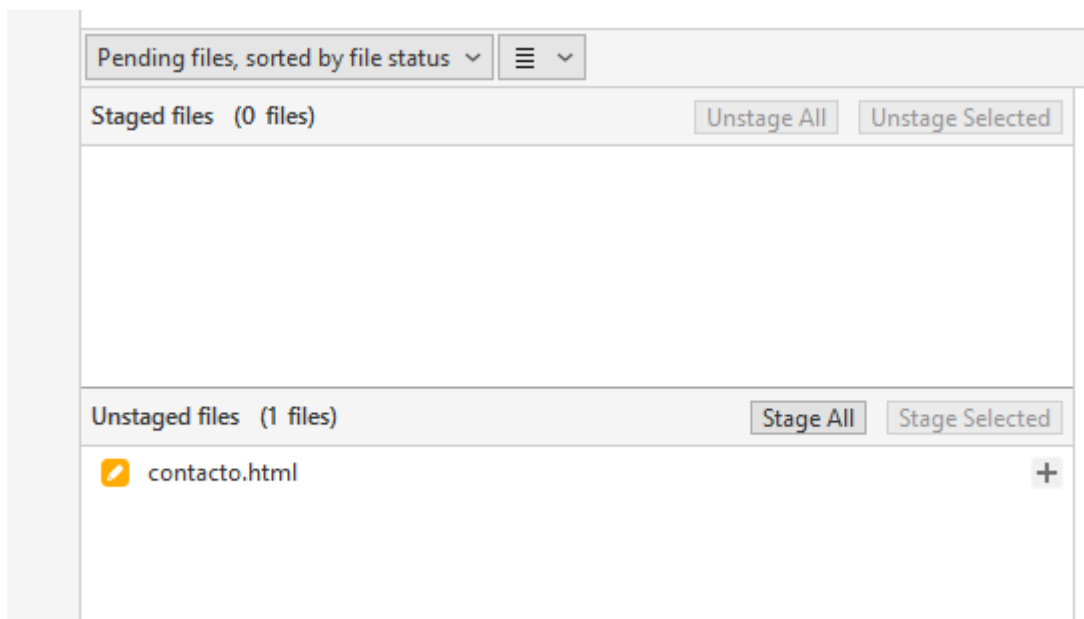 Pending files, sorted by file status
Staged files (0 files) Unstage All Unstage Selected
Unstaged files (1 files) Stage All Stage Selected
contacto.html